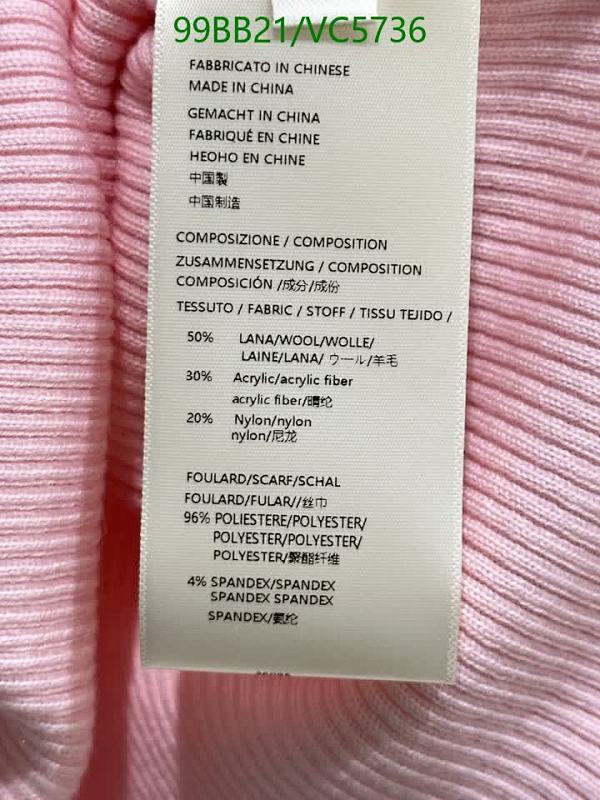 99BB21/VC5736
FABBRICATO IN CHINESE
MADE IN CHINA
GEMACHT IN CHINA
FABRIQUÉ EN CHINE
HEOHO EN CHINE
中国製
中国制造
COMPOSIZIONE / COMPOSITION
ZUSAMMENSETZUNG / COMPOSITION
COMPOSICIÓN /成分/成份
TESSUTO / FABRIC / STOFF / TISSU TEJIDO /
50% LANA/WOOL/WOLLE/
LAINE/LANA/ ウール/羊毛
30% Acrylic/acrylic fiber
acrylic fiber/晴纶
20% Nylon/nylon
nylon/尼龙
FOULARD/SCARF/SCHAL
FOULARD/FULAR//丝巾
96% POLIESTERE/POLYESTER/
POLYESTER/POLYESTER/
POLYESTER/聚酯纤维
4% SPANDEX/SPANDEX
SPANDEX SPANDEX
SPANDEX/氨纶